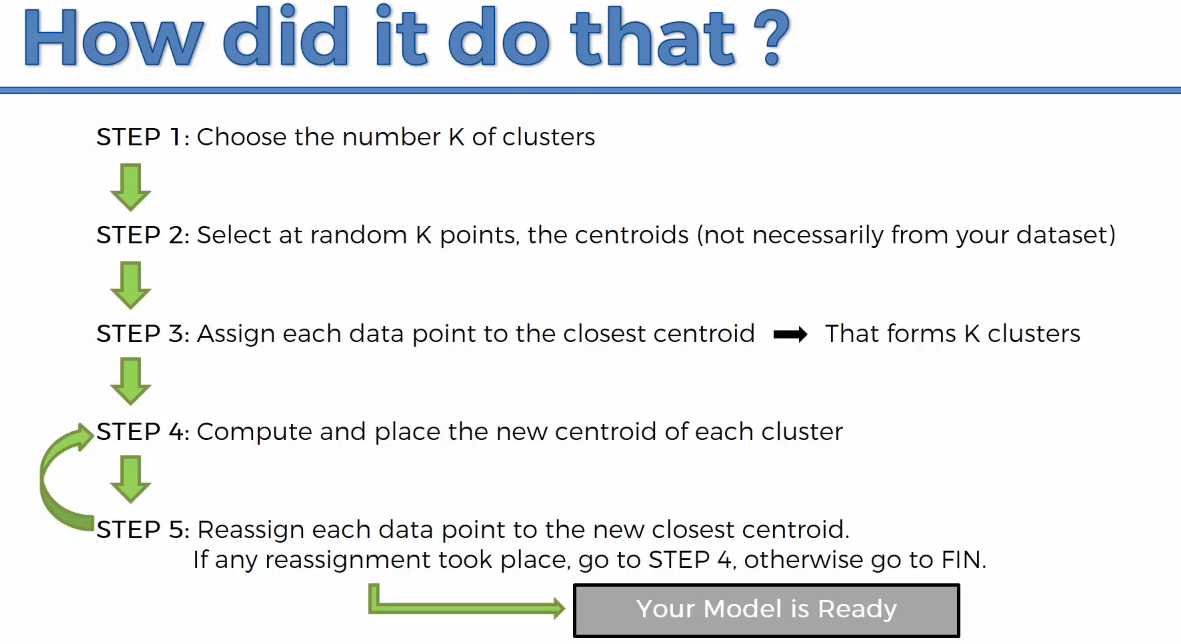 How did it do that ?
STEP 1: Choose the number K of clusters
STEP 2: Select at random K points, the centroids (not necessarily from your dataset)
STEP 3: Assign each data point to the closest centroid ➡ That forms K clusters
STEP 4: Compute and place the new centroid of each cluster
STEP 5: Reassign each data point to the new closest centroid.
If any reassignment took place, go to STEP 4, otherwise go to FIN.
Your Model is Ready